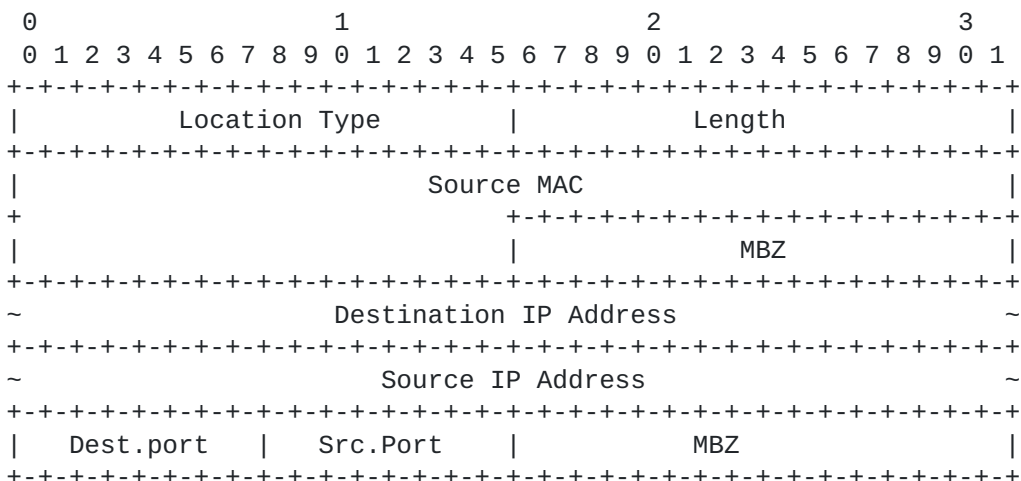 0                   1                   2                   3
 0 1 2 3 4 5 6 7 8 9 0 1 2 3 4 5 6 7 8 9 0 1 2 3 4 5 6 7 8 9 0 1
+-+-+-+-+-+-+-+-+-+-+-+-+-+-+-+-+-+-+-+-+-+-+-+-+-+-+-+-+-+-+-+-+
|          Location Type        |           Length              |
+-+-+-+-+-+-+-+-+-+-+-+-+-+-+-+-+-+-+-+-+-+-+-+-+-+-+-+-+-+-+-+-+
|                          Source MAC                           |
+                               +-+-+-+-+-+-+-+-+-+-+-+-+-+-+-+-+
|                               |              MBZ              |
+-+-+-+-+-+-+-+-+-+-+-+-+-+-+-+-+-+-+-+-+-+-+-+-+-+-+-+-+-+-+-+-+
~                    Destination IP Address                     ~
+-+-+-+-+-+-+-+-+-+-+-+-+-+-+-+-+-+-+-+-+-+-+-+-+-+-+-+-+-+-+-+-+
~                       Source IP Address                       ~
+-+-+-+-+-+-+-+-+-+-+-+-+-+-+-+-+-+-+-+-+-+-+-+-+-+-+-+-+-+-+-+-+
|   Dest.port   |   Src.Port    |           MBZ                 |
+-+-+-+-+-+-+-+-+-+-+-+-+-+-+-+-+-+-+-+-+-+-+-+-+-+-+-+-+-+-+-+-+